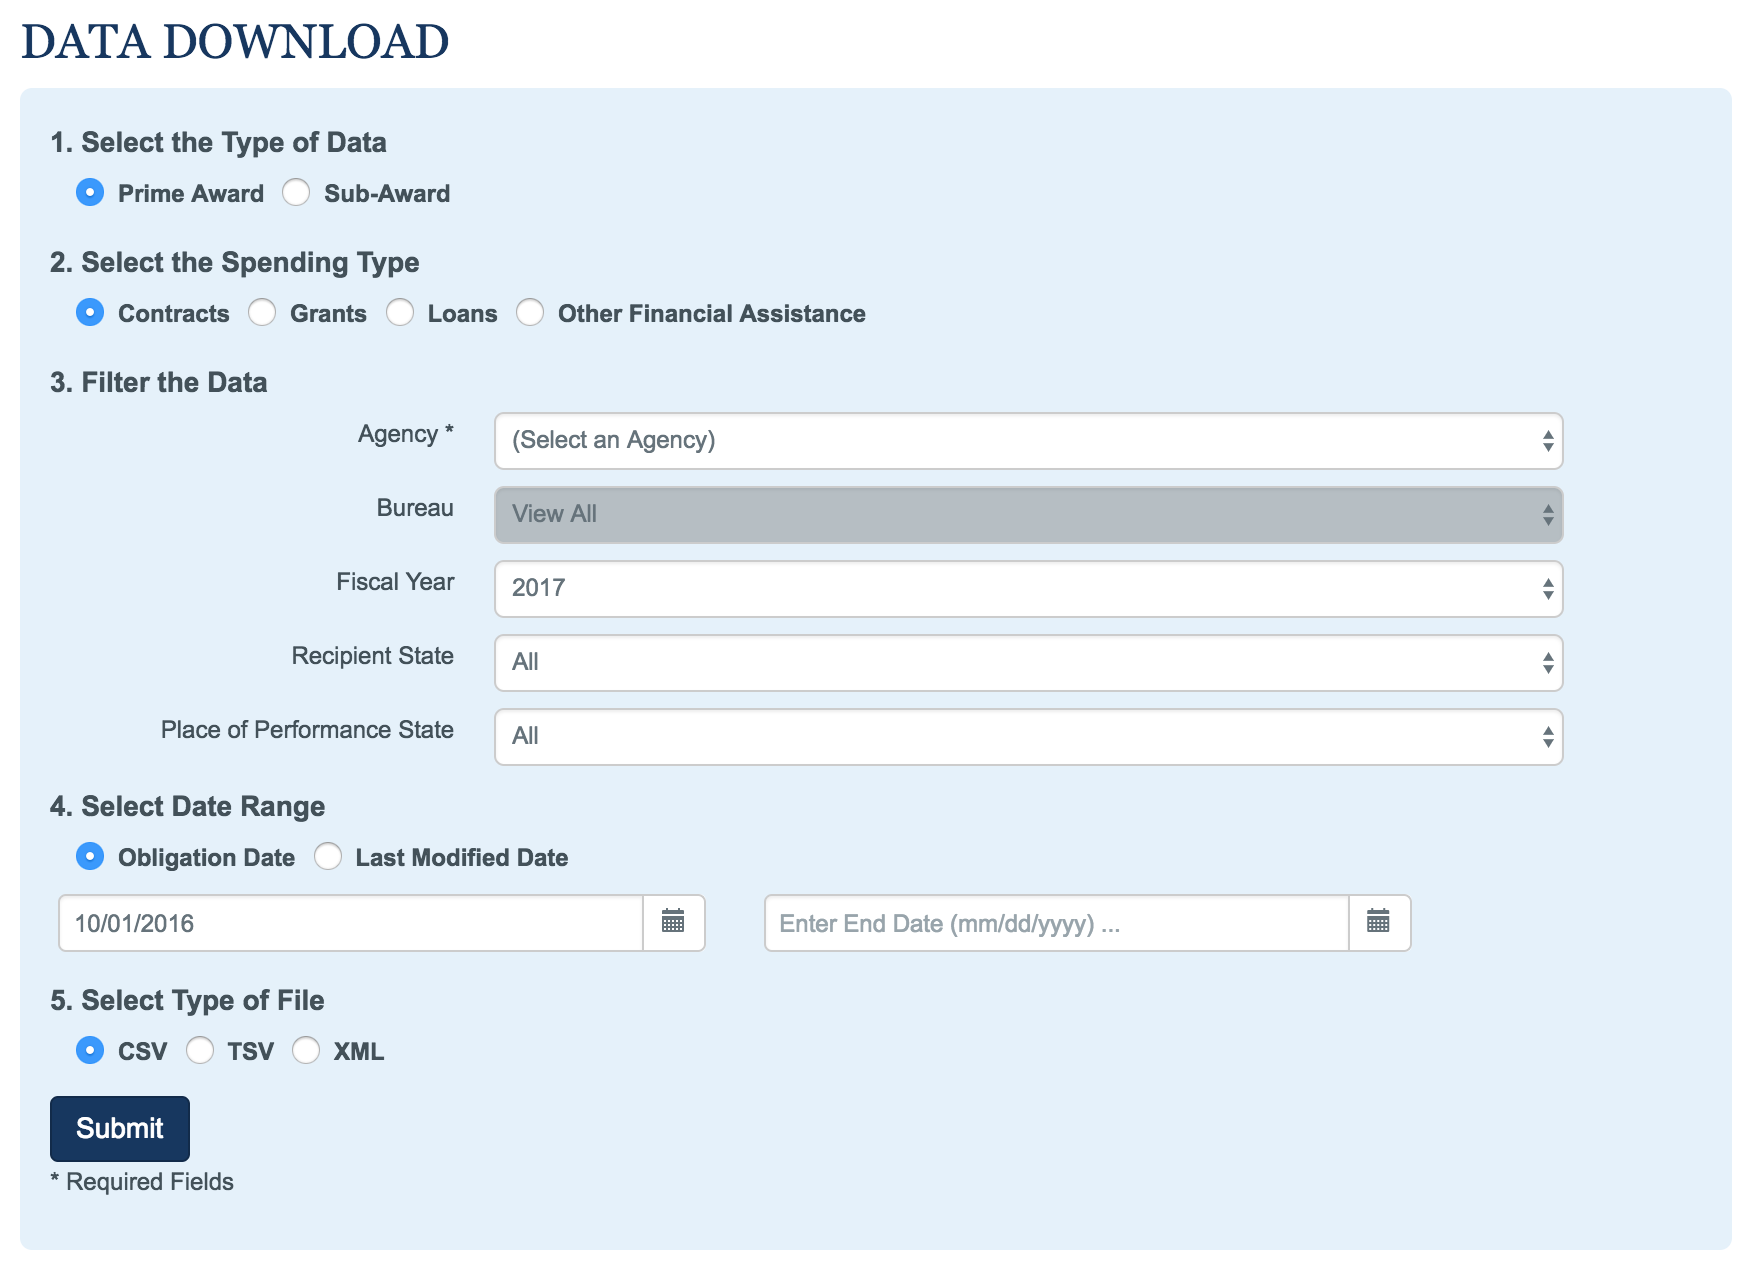 DATA DOWNLOAD
1. Select the Type of Data
Prime Award Sub-Award
2. Select the Spending Type
Contracts Grants Loans Other Financial Assistance
3. Filter the Data
Agency * (Select an Agency)
Bureau View All
Fiscal Year 2017
Recipient State All
Place of Performance State All
4. Select Date Range
Obligation Date Last Modified Date
10/01/2016 Enter End Date (mm/dd/yyyy) ...
5. Select Type of File
CSV TSV XML
Submit
* Required Fields